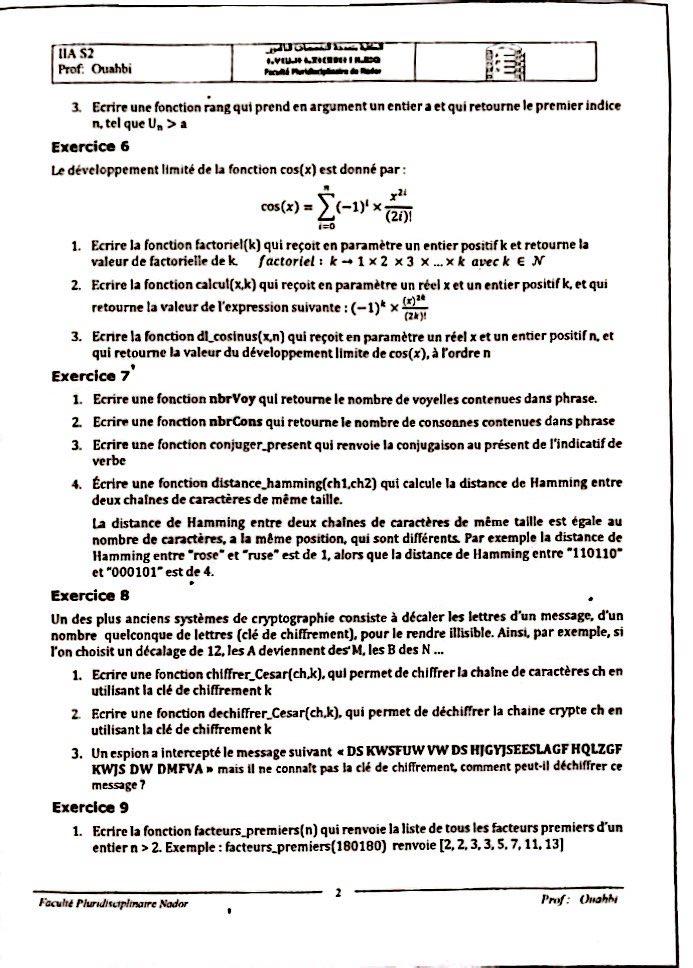 IIA S2
Prof: Ouahbi
Faculté Pluridisciplinaire de Nador
3. Ecrire une fonction rang qui prend en argument un entier a et qui retourne le premier indice
n, tel que Uₙ > a
Exercice 6
Le développement limité de la fonction cos(x) est donné par :
cos(x) = ∑_{i=0}^{n} (−1)^i × x^{2i}/(2i)!
1. Ecrire la fonction factoriel(k) qui reçoit en paramètre un entier positif k et retourne la
valeur de factorielle de k. factoriel : k → 1 × 2 × 3 × ... × k avec k ∈ N
2. Ecrire la fonction calcul(x,k) qui reçoit en paramètre un réel x et un entier positif k, et qui
retourne la valeur de l'expression suivante : (−1)^k × (x)^{2k}/(2k)!
3. Ecrire la fonction dl_cosinus(x,n) qui reçoit en paramètre un réel x et un entier positif n, et
qui retourne la valeur du développement limite de cos(x), à l'ordre n
Exercice 7
1. Ecrire une fonction nbrVoy qui retourne le nombre de voyelles contenues dans phrase.
2. Ecrire une fonction nbrCons qui retourne le nombre de consonnes contenues dans phrase
3. Ecrire une fonction conjuger_present qui renvoie la conjugaison au présent de l'indicatif de
verbe
4. Écrire une fonction distance_hamming(ch1,ch2) qui calcule la distance de Hamming entre
deux chaînes de caractères de même taille.
La distance de Hamming entre deux chaînes de caractères de même taille est égale au
nombre de caractères, a la même position, qui sont différents. Par exemple la distance de
Hamming entre "rose" et "ruse" est de 1, alors que la distance de Hamming entre "110110"
et "000101" est de 4.
Exercice 8
Un des plus anciens systèmes de cryptographie consiste à décaler les lettres d'un message, d'un
nombre quelconque de lettres (clé de chiffrement), pour le rendre illisible. Ainsi, par exemple, si
l'on choisit un décalage de 12, les A deviennent des M, les B des N ...
1. Ecrire une fonction chiffrer_Cesar(ch,k), qui permet de chiffrer la chaîne de caractères ch en
utilisant la clé de chiffrement k
2. Ecrire une fonction dechiffrer_Cesar(ch,k), qui permet de déchiffrer la chaine crypte ch en
utilisant la clé de chiffrement k
3. Un espion a intercepté le message suivant « DS KWSFUW VW DS HJGYJSEESLAGF HQLZGF
KWJS DW DMFVA » mais il ne connaît pas la clé de chiffrement, comment peut-il déchiffrer ce
message ?
Exercice 9
1. Ecrire la fonction facteurs_premiers(n) qui renvoie la liste de tous les facteurs premiers d'un
entier n > 2. Exemple : facteurs_premiers(180180) renvoie [2, 2, 3, 3, 5, 7, 11, 13]
2
Faculté Pluridisciplinaire Nador
Prof : Ouahbi